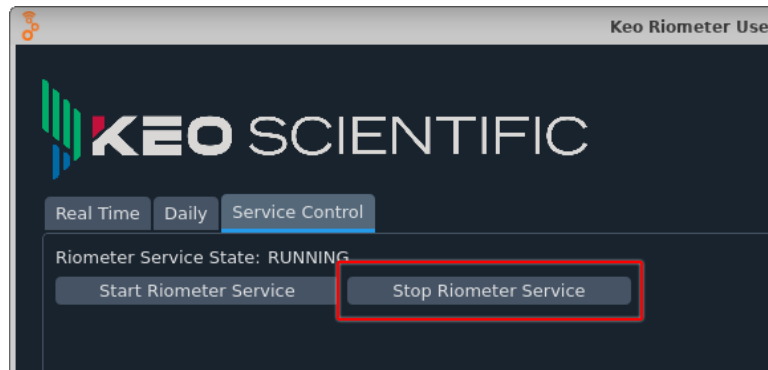 Keo Riometer Use
KEO SCIENTIFIC
Real Time Daily Service Control
Riometer Service State: RUNNING
Start Riometer Service Stop Riometer Service